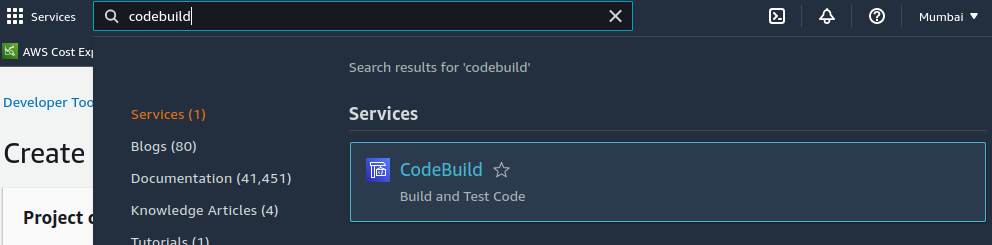 Services codebuild Mumbai
AWS Cost Exp
Search results for 'codebuild'
Developer Too
Services (1)
Services
Blogs (80)
Create
CodeBuild
Documentation (41,451)
Build and Test Code
Knowledge Articles (4)
Project
Tutorials (1)